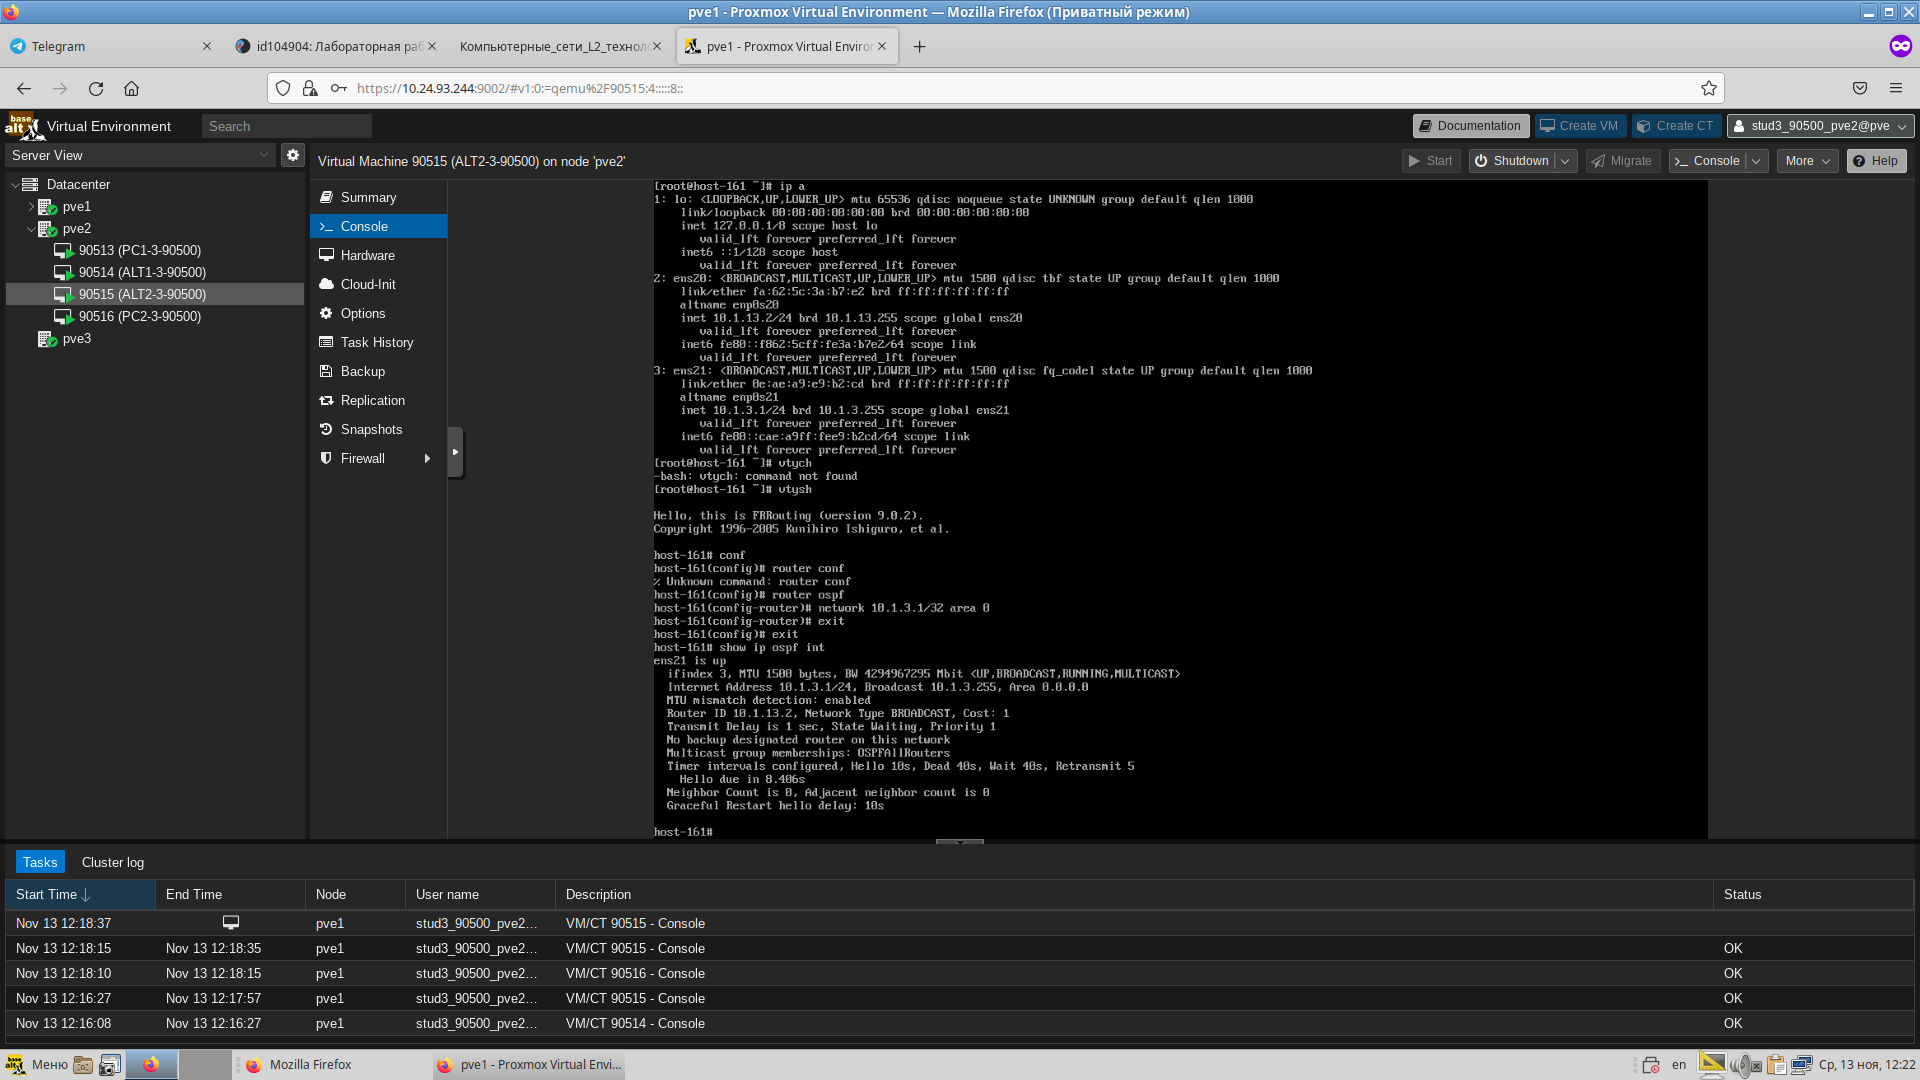 pve1 - Proxmox Virtual Environment — Mozilla Firefox (Приватный режим)
Telegram
id104904: Лабораторная раб
Компьютерные_сети_L2_технол
pve1 - Proxmox Virtual Enviror
https://10.24.93.244:9002/#v1:0:=qemu%2F90515:4:::::8::
base alt
Virtual Environment
Search
Documentation
Create VM
Create CT
stud3_90500_pve2@pve
Server View
Virtual Machine 90515 (ALT2-3-90500) on node 'pve2'
Start
Shutdown
Migrate
Console
More
Help
Datacenter
pve1
pve2
90513 (PC1-3-90500)
90514 (ALT1-3-90500)
90515 (ALT2-3-90500)
90516 (PC2-3-90500)
pve3
Summary
Console
Hardware
Cloud-Init
Options
Task History
Backup
Replication
Snapshots
Firewall
[root@host-161 ~]# ip a
1: lo: <LOOPBACK,UP,LOWER_UP> mtu 65536 qdisc noqueue state UNKNOWN group default qlen 1000
link/loopback 00:00:00:00:00:00 brd 00:00:00:00:00:00
inet 127.0.0.1/8 scope host lo
valid_lft forever preferred_lft forever
inet6 ::1/128 scope host
valid_lft forever preferred_lft forever
2: ens20: <BROADCAST,MULTICAST,UP,LOWER_UP> mtu 1500 qdisc tbf state UP group default qlen 1000
link/ether fa:62:5c:3a:b7:e2 brd ff:ff:ff:ff:ff:ff
altname enp0s20
inet 10.1.13.2/24 brd 10.1.13.255 scope global ens20
valid_lft forever preferred_lft forever
inet6 fe80::f862:5cff:fe3a:b7e2/64 scope link
valid_lft forever preferred_lft forever
3: ens21: <BROADCAST,MULTICAST,UP,LOWER_UP> mtu 1500 qdisc fq_codel state UP group default qlen 1000
link/ether 0e:ae:a9:e9:b2:cd brd ff:ff:ff:ff:ff:ff
altname enp0s21
inet 10.1.3.1/24 brd 10.1.3.255 scope global ens21
valid_lft forever preferred_lft forever
inet6 fe80::cae:a9ff:fee9:b2cd/64 scope link
valid_lft forever preferred_lft forever
[root@host-161 ~]# vtych
-bash: vtych: command not found
[root@host-161 ~]# vtysh
Hello, this is FRRouting (version 9.0.2).
Copyright 1996-2005 Kunihiro Ishiguro, et al.
host-161# conf
host-161(config)# router conf
% Unknown command: router conf
host-161(config)# router ospf
host-161(config-router)# network 10.1.3.1/32 area 0
host-161(config-router)# exit
host-161(config)# exit
host-161# show ip ospf int
ens21 is up
ifindex 3, MTU 1500 bytes, BW 4294967295 Mbit <UP,BROADCAST,RUNNING,MULTICAST>
Internet Address 10.1.3.1/24, Broadcast 10.1.3.255, Area 0.0.0.0
MTU mismatch detection: enabled
Router ID 10.1.13.2, Network Type BROADCAST, Cost: 1
Transmit Delay is 1 sec, State Waiting, Priority 1
No backup designated router on this network
Multicast group memberships: OSPFAllRouters
Timer intervals configured, Hello 10s, Dead 40s, Wait 40s, Retransmit 5
Hello due in 8.406s
Neighbor Count is 0, Adjacent neighbor count is 0
Graceful Restart hello delay: 10s
host-161#
Tasks
Cluster log
Start Time
End Time
Node
User name
Description
Status
Nov 13 12:18:37 pve1 stud3_90500_pve2... VM/CT 90515 - Console
Nov 13 12:18:15 Nov 13 12:18:35 pve1 stud3_90500_pve2... VM/CT 90515 - Console OK
Nov 13 12:18:10 Nov 13 12:18:15 pve1 stud3_90500_pve2... VM/CT 90516 - Console OK
Nov 13 12:16:27 Nov 13 12:17:57 pve1 stud3_90500_pve2... VM/CT 90515 - Console OK
Nov 13 12:16:08 Nov 13 12:16:27 pve1 stud3_90500_pve2... VM/CT 90514 - Console OK
Меню
Mozilla Firefox
pve1 - Proxmox Virtual Envi...
en
Ср, 13 ноя, 12:22